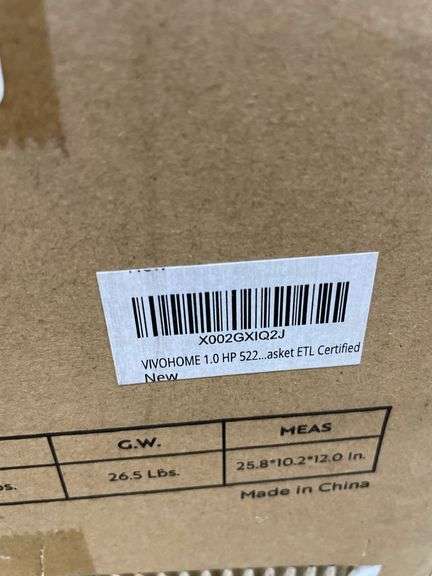 X002GXIQ2J
VIVOHOME 1.0 HP 522...asket ETL Certified
New
G.W. MEAS
26.5 Lbs. 25.8*10.2*12.0 In.
Made in China